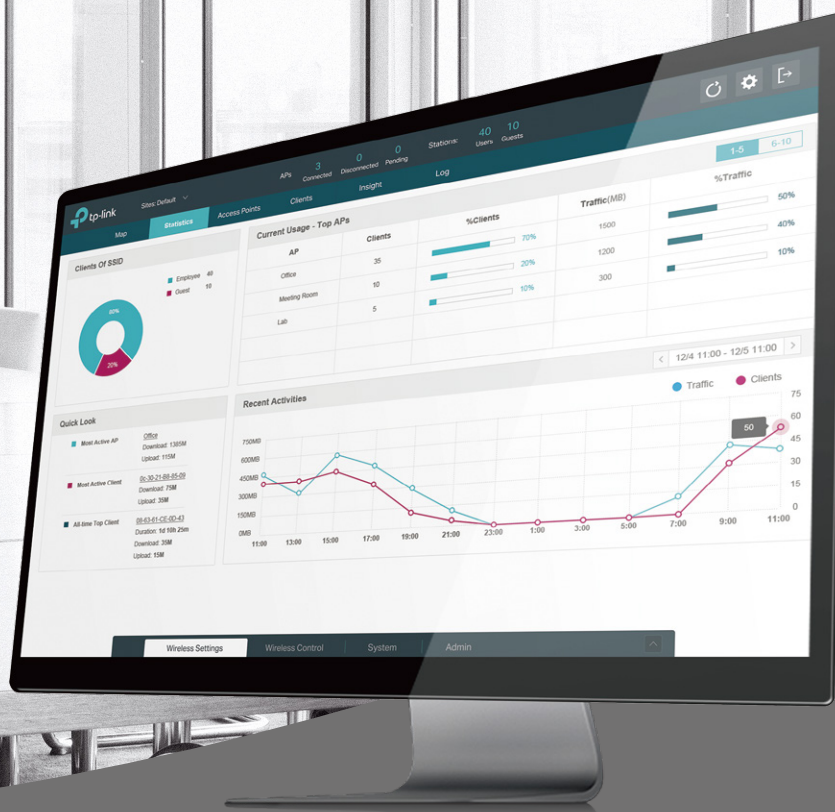 tp-link
Sites: Default
APs 3 Connected 0 Disconnected 0 Pending Stations: 40 Users 10 Guests
Map Statistics Access Points Clients Insight Log
Clients Of SSID
Employee 40
Guest 10
80%
20%
Current Usage - Top APs
1-5 6-10
AP Clients %Clients Traffic(MB) %Traffic
Office 35 70% 1500 50%
Meeting Room 10 20% 1200 40%
Lab 5 10% 300 10%
Quick Look
Most Active AP Office
Download: 1385M
Upload: 115M
Most Active Client 0c-30-21-B8-85-09
Download: 75M
Upload: 35M
All-time Top Client 08-63-61-CE-0D-43
Duration: 1d 10h 25m
Download: 35M
Upload: 15M
Recent Activities
< 12/4 11:00 - 12/5 11:00 >
Traffic Clients
750MB
600MB
450MB
300MB
150MB
0MB
75
60
45
30
15
0
50
11:00 13:00 15:00 17:00 19:00 21:00 23:00 1:00 3:00 5:00 7:00 9:00 11:00
Wireless Settings Wireless Control System Admin